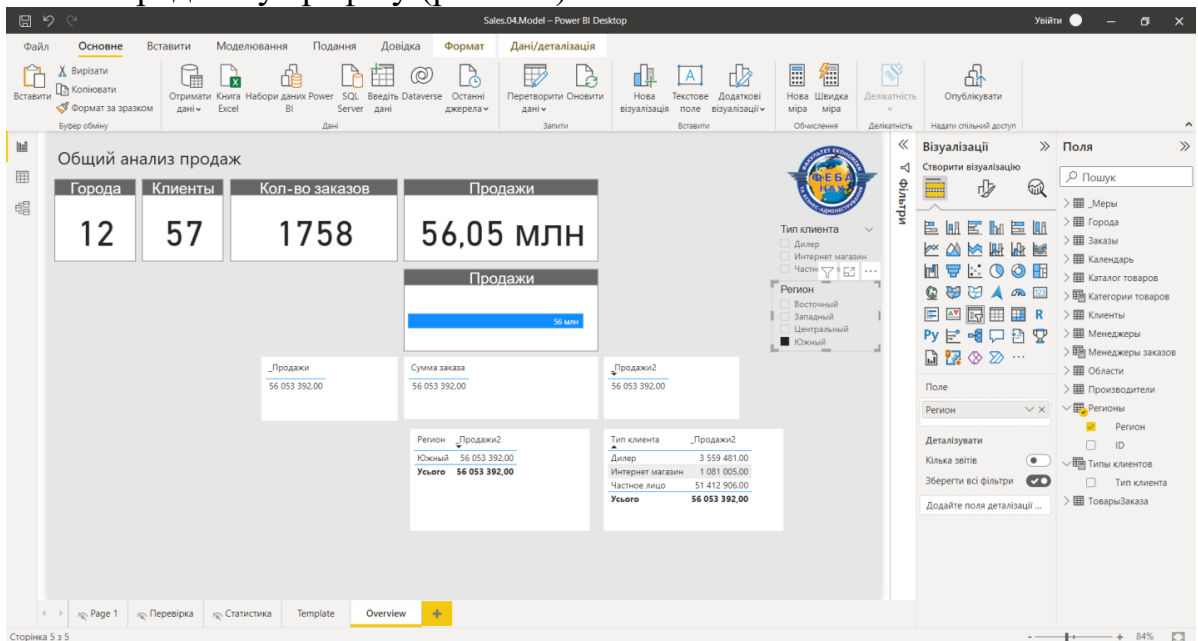 Sales.04.Model – Power BI Desktop
Увійти
Файл Основне Вставити Моделювання Подання Довідка Формат Дані/деталізація
Вставити
Вирізати
Копіювати
Формат за зразком
Отримати дані
Книга Excel
Набори даних Power BI
SQL Server
Введіть дані
Dataverse
Останні джерела
Перетворити дані
Оновити
Нова візуалізація
Текстове поле
Додаткові візуалізації
Нова міра
Швидка міра
Делікатність
Опублікувати
Буфер обміну Дані Запити Вставити Обчислення Делікатність Надати спільний доступ
Общий анализ продаж
Города Клиенты Кол-во заказов Продажи
12 57 1758 56,05 млн
Продажи
56 млн
_Продажи Сумма заказа _Продажи2
56 053 392,00 56 053 392,00 56 053 392,00
Регион _Продажи2
Южный 56 053 392,00
Усього 56 053 392,00
Тип клиента _Продажи2
Дилер 3 559 481,00
Интернет магазин 1 081 005,00
Частное лицо 51 412 906,00
Усього 56 053 392,00
ФЕБА
НАУ
Тип клиента
Дилер
Интернет магазин
Регион
Восточный
Западный
Центральный
Южный
Фільтри
Візуалізації
Створити візуалізацію
R
Py
123
Поле
Регион
Деталізувати
Кілька звітів
Зберегти всі фільтри
Додайте поля деталізації ...
Поля
Пошук
_Меры
Города
Заказы
Календарь
Каталог товаров
Категории товаров
Клиенты
Менеджеры
Менеджеры заказов
Области
Производители
Регионы
Регион
ID
Типы клиентов
Тип клиента
ТоварыЗаказа
Page 1 Перевірка Статистика Template Overview +
Сторінка 5 з 5
- + 84%